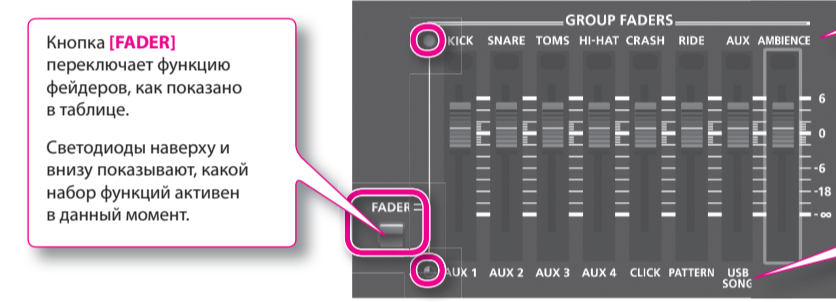 Кнопка [FADER]
переключает функцию
фейдеров, как показано
в таблице.
Светодиоды наверху и
внизу показывают, какой
набор функций активен
в данный момент.
GROUP FADERS
KICK SNARE TOMS HI-HAT CRASH RIDE AUX AMBIENCE
6
0
-6
-18
-∞
FADER
AUX 1 AUX 2 AUX 3 AUX 4 CLICK PATTERN USB SONG